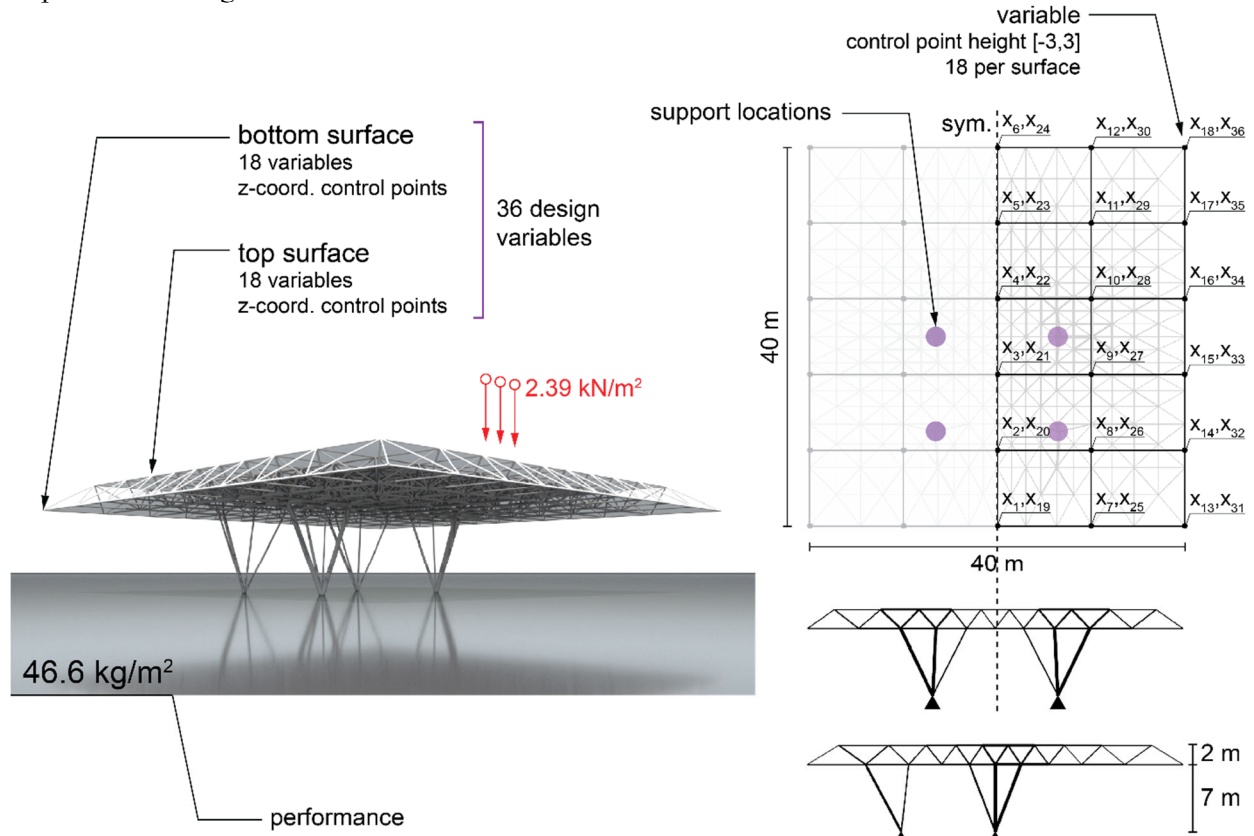 variable
control point height [-3,3]
18 per surface
support locations
sym.
bottom surface
18 variables
z-coord. control points
36 design
variables
top surface
18 variables
z-coord. control points
2.39 kN/m²
46.6 kg/m²
performance
x₆,x₂₄ x₁₂,x₃₀ x₁₈,x₃₆
x₅,x₂₃ x₁₁,x₂₉ x₁₇,x₃₅
x₄,x₂₂ x₁₀,x₂₈ x₁₆,x₃₄
x₃,x₂₁ x₉,x₂₇ x₁₅,x₃₃
x₂,x₂₀ x₈,x₂₆ x₁₄,x₃₂
x₁,x₁₉ x₇,x₂₅ x₁₃,x₃₁
40 m
40 m
2 m
7 m